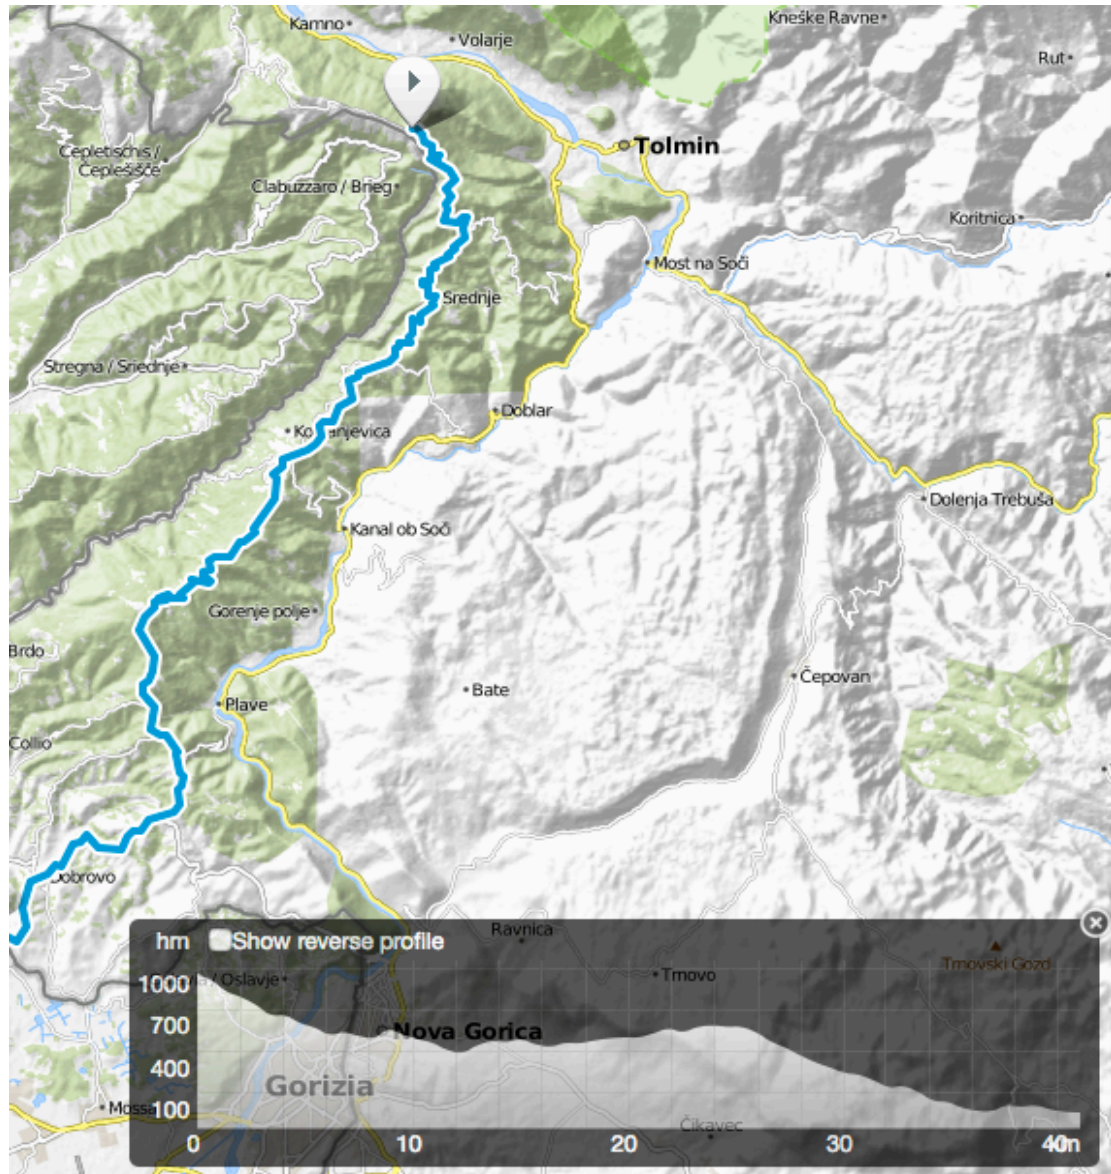 Kamno
Kneške Ravne
Volarje
Rut
Čepletischis /
Čeplešišče
Tolmin
Clabuzzaro / Brieg
Koritnica
Most na Soči
Srednje
Stregna / Sriednje
Doblar
Dolenja Trebuša
Kanal ob Soči
Gorenje polje
Brdo
Čepovan
Bate
Plave
Collio
Dobrovo
Ravnica
hm
Show reverse profile
Trnovski Gozd
/ Oslavje
Trnovo
1000
700
Nova Gorica
400
Gorizia
100
Mossa
Čikavec
0
10
20
30
40